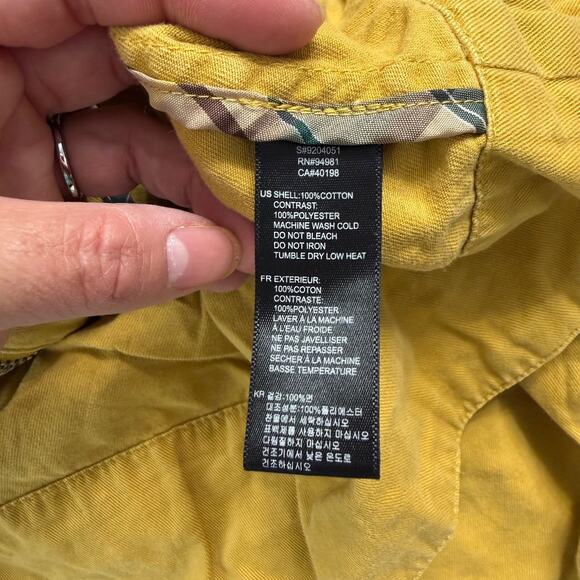 S#9204051
RN#94981
CA#40198
US SHELL:100%COTTON
CONTRAST:
100%POLYESTER
MACHINE WASH COLD
DO NOT BLEACH
DO NOT IRON
TUMBLE DRY LOW HEAT
FR EXTERIEUR:
100%COTON
CONTRASTE:
100%POLYESTER
LAVER À LA MACHINE
À L'EAU FROIDE
NE PAS JAVELLISER
NE PAS REPASSER
SÉCHER À LA MACHINE
BASSE TEMPÉRATURE
KR 겉감:100%면
대조성분:100%폴리에스터
찬물에서 세탁하십시오
표백제를 사용하지 마십시오
다림질하지 마십시오
건조기에서 낮은 온도로
건조하십시오